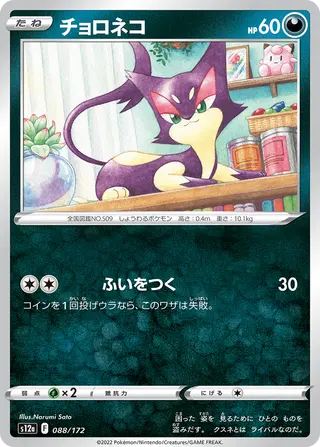 たね
チョロネコ
HP60
全国図鑑NO.509 しょうわるポケモン 高さ：0.4m 重さ：10.1kg
ふいをつく 30
コインを1回投げウラなら、このワザは失敗。
弱点 ×2 抵抗力 にげる
Illus.Narumi Sato
s12a F 088/172
困った 姿を 見るために ひとの ものを
盗む。 クスネとは ライバルなのだ。
©2022 Pokémon/Nintendo/Creatures/GAME FREAK.